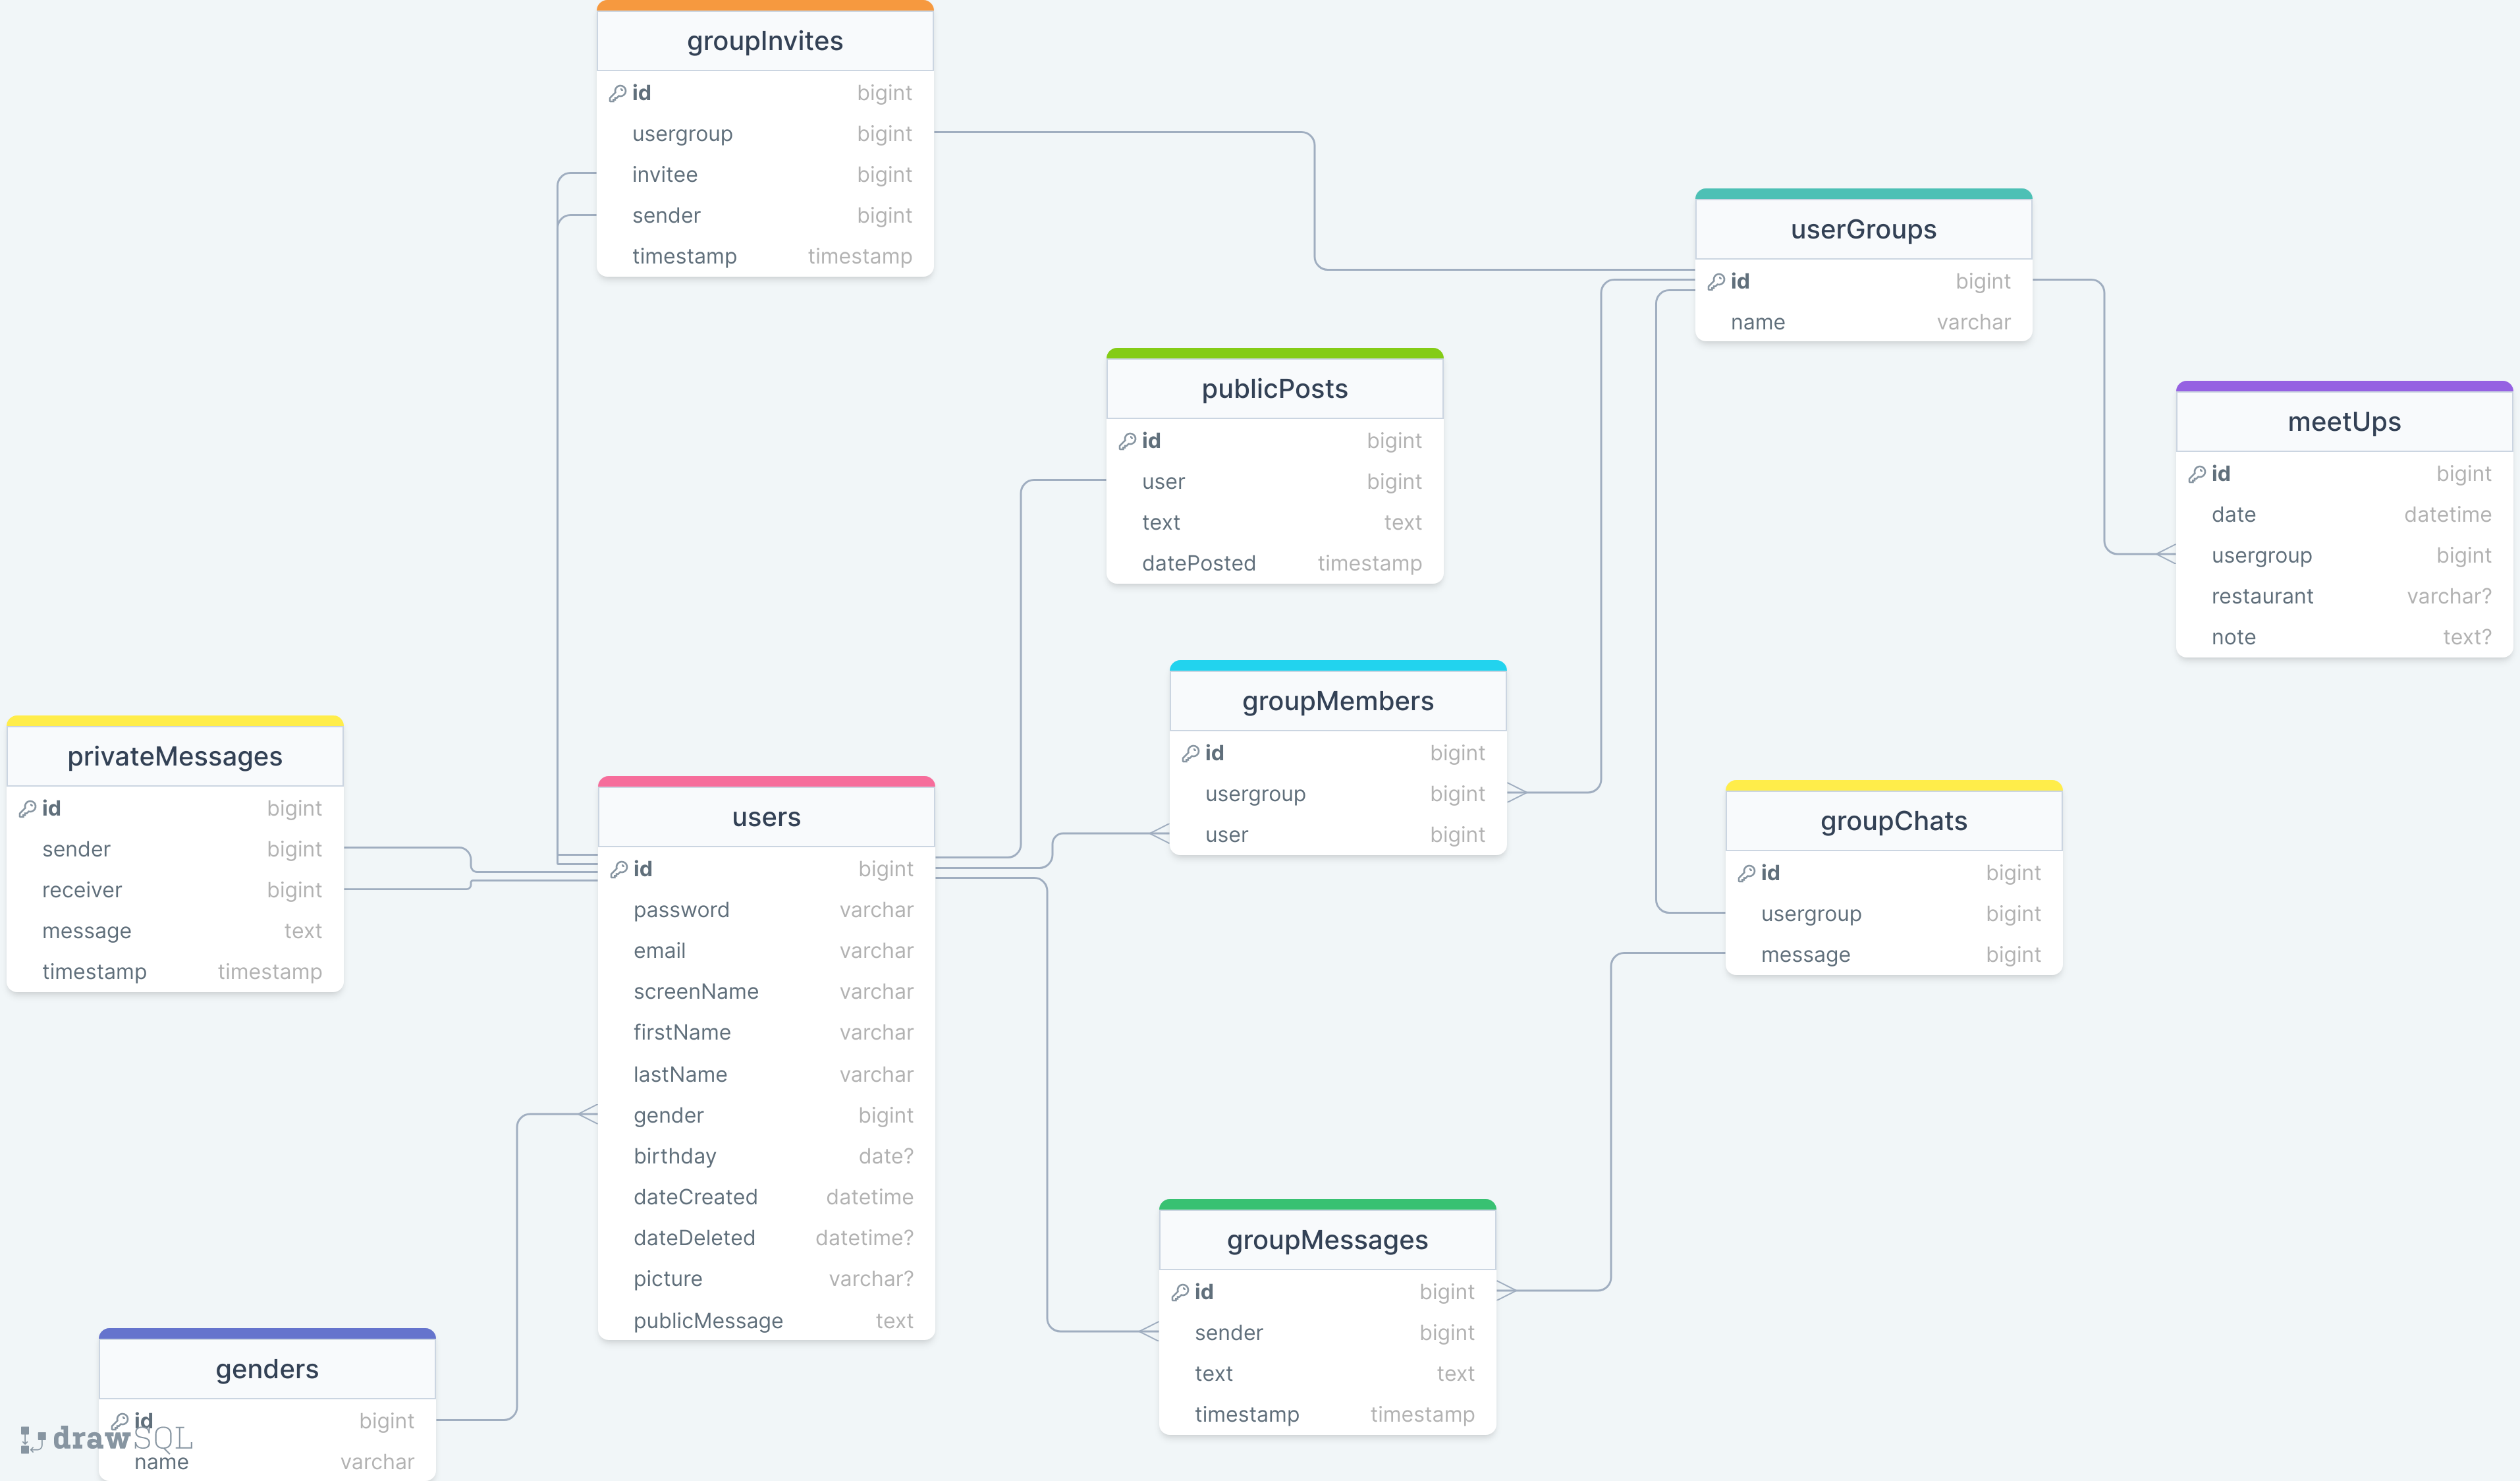 groupInvites
id bigint
usergroup bigint
invitee bigint
sender bigint
timestamp timestamp
userGroups
id bigint
name varchar
publicPosts
id bigint
user bigint
text text
datePosted timestamp
meetUps
id bigint
date datetime
usergroup bigint
restaurant varchar?
note text?
groupMembers
id bigint
usergroup bigint
user bigint
privateMessages
id bigint
sender bigint
receiver bigint
message text
timestamp timestamp
users
id bigint
password varchar
email varchar
screenName varchar
firstName varchar
lastName varchar
gender bigint
birthday date?
dateCreated datetime
dateDeleted datetime?
picture varchar?
publicMessage text
groupChats
id bigint
usergroup bigint
message bigint
groupMessages
id bigint
sender bigint
text text
timestamp timestamp
genders
id bigint
name varchar
drawSQL